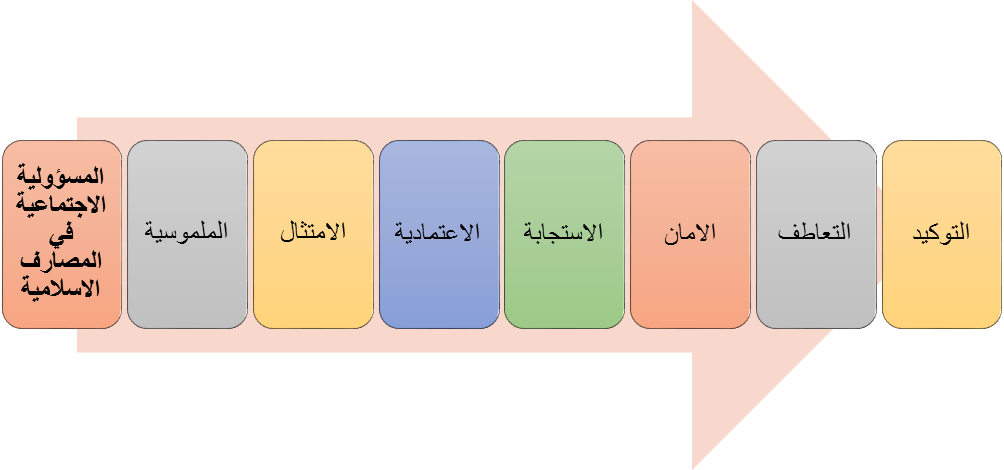 المسؤولية
الاجتماعية
في
المصارف
الاسلامية
الملموسية
الامتثال
الاعتمادية
الاستجابة
الامان
التعاطف
التوكيد